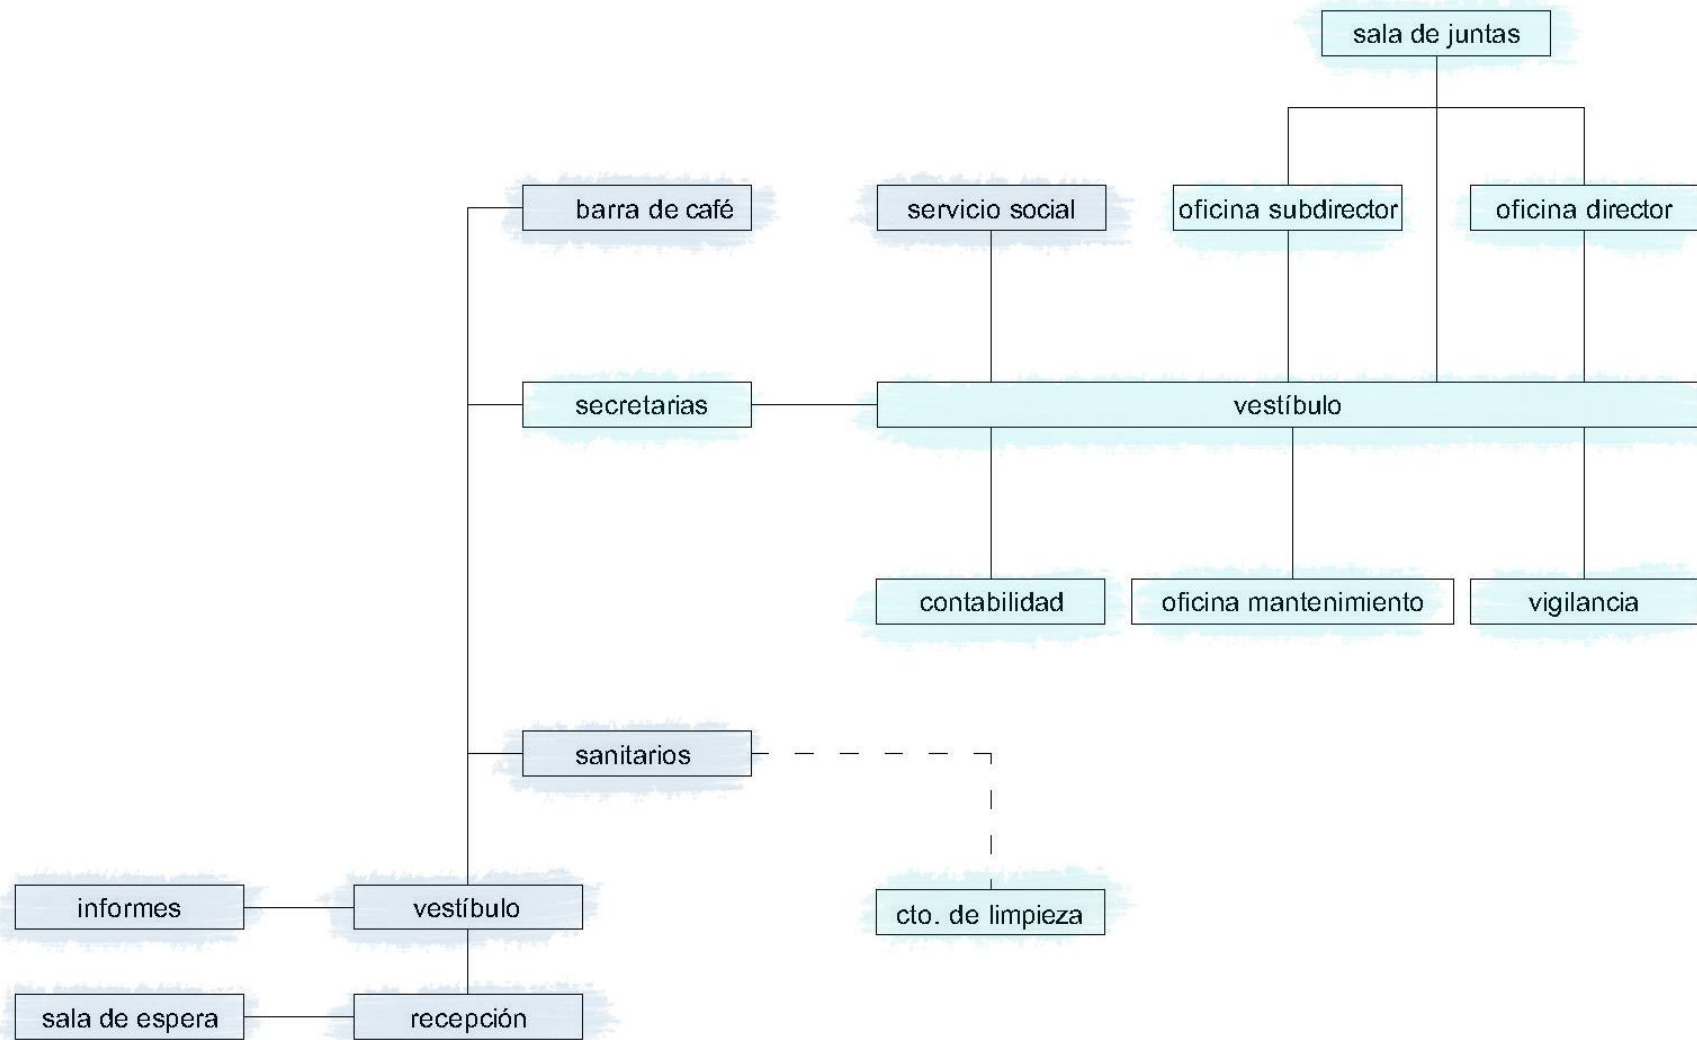 sala de juntas
barra de café
servicio social
oficina subdirector
oficina director
secretarias
vestíbulo
contabilidad
oficina mantenimiento
vigilancia
sanitarios
informes
vestíbulo
cto. de limpieza
sala de espera
recepción